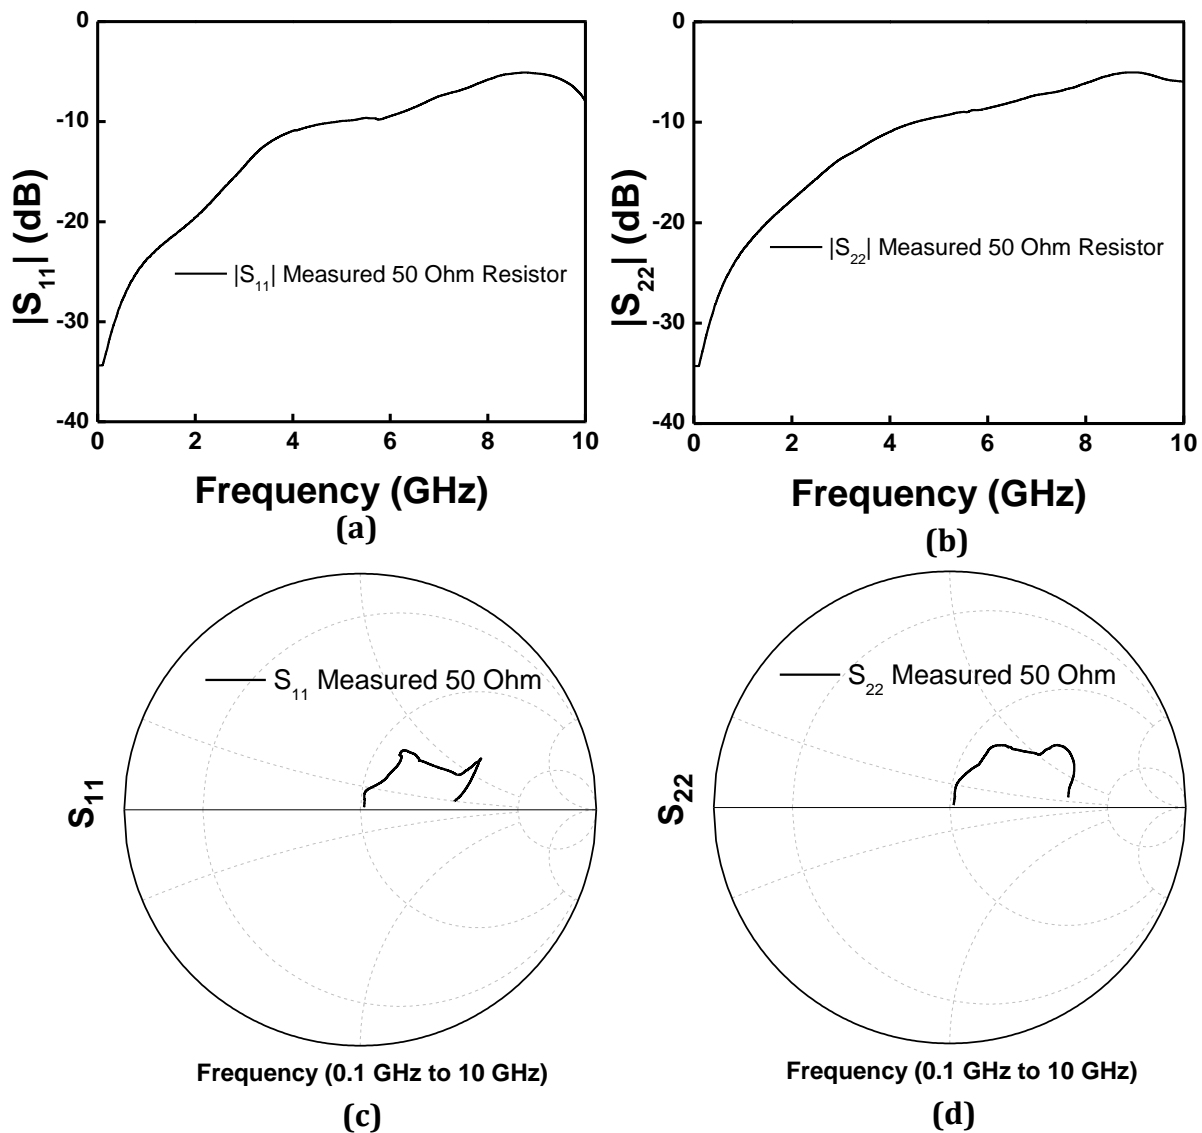 0
-10
-20
-30
-40
|S11| (dB)
|S11| Measured 50 Ohm Resistor
0 2 4 6 8 10
Frequency (GHz)
(a)
0
-10
-20
-30
-40
|S22| (dB)
|S22| Measured 50 Ohm Resistor
0 2 4 6 8 10
Frequency (GHz)
(b)
S11 Measured 50 Ohm
S11
Frequency (0.1 GHz to 10 GHz)
(c)
S22 Measured 50 Ohm
S22
Frequency (0.1 GHz to 10 GHz)
(d)